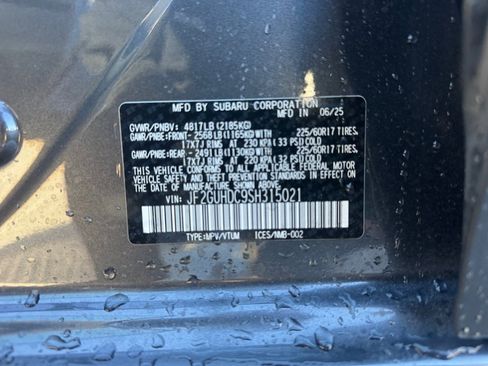 MFD BY SUBARU CORPORATION
MFD IN 06/25
GVWR/PNBV: 4817LB(2185KG)
GAWR/PNBE:FRONT-2568LB(1165KG)WITH 225/60R17 TIRES,
17X7J RIMS, AT 230 KPA(33 PSI)COLD
GAWR/PNBE:REAR-2491LB(1130KG)WITH 225/60R17 TIRES,
17X7J RIMS, AT 220 KPA(32 PSI)COLD
THIS VEHICLE CONFORMS TO ALL APPLICABLE FEDERAL MOTOR
VEHICLE SAFETY, BUMPER, AND THEFT PREVENTION
STANDARDS IN EFFECT ON THE DATE OF MANUFACTURE SHOWN ABOVE.
VIN: JF2GUHDC9SH315021
TYPE:MPV/VTUM ICES/NMB-002